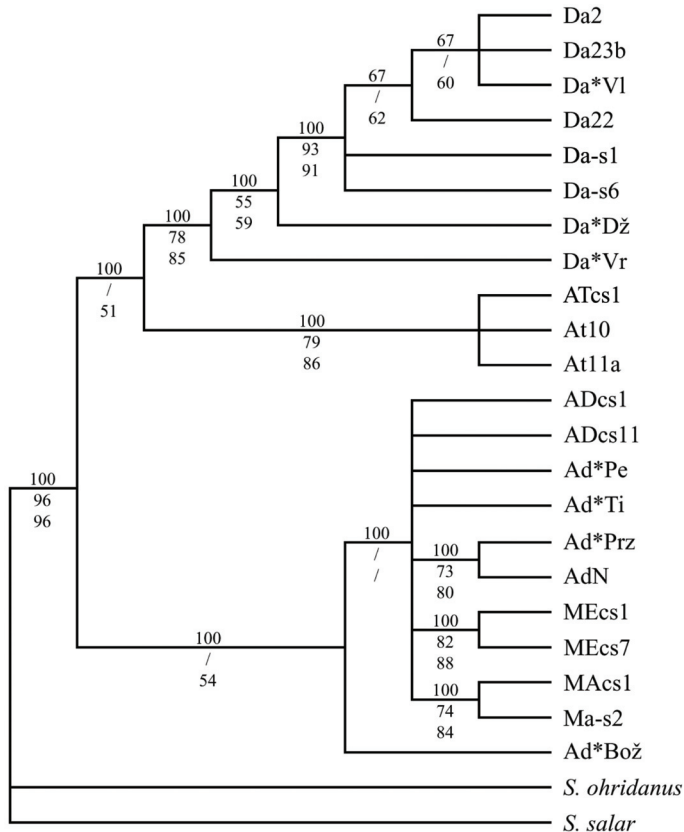 Da2
67
/
60
Da23b
Da*Vl
67
/
62
Da22
100
93
91
Da-s1
Da-s6
100
55
59
Da*Dž
100
78
85
Da*Vr
100
/
51
ATcs1
100
79
86
At10
At11a
ADcs1
ADcs11
Ad*Pe
100
96
96
Ad*Ti
100
/
/
Ad*Prz
100
73
80
AdN
MEcs1
100
82
88
MEcs7
100
/
54
MAcs1
100
74
84
Ma-s2
Ad*Bož
S. ohridanus
S. salar